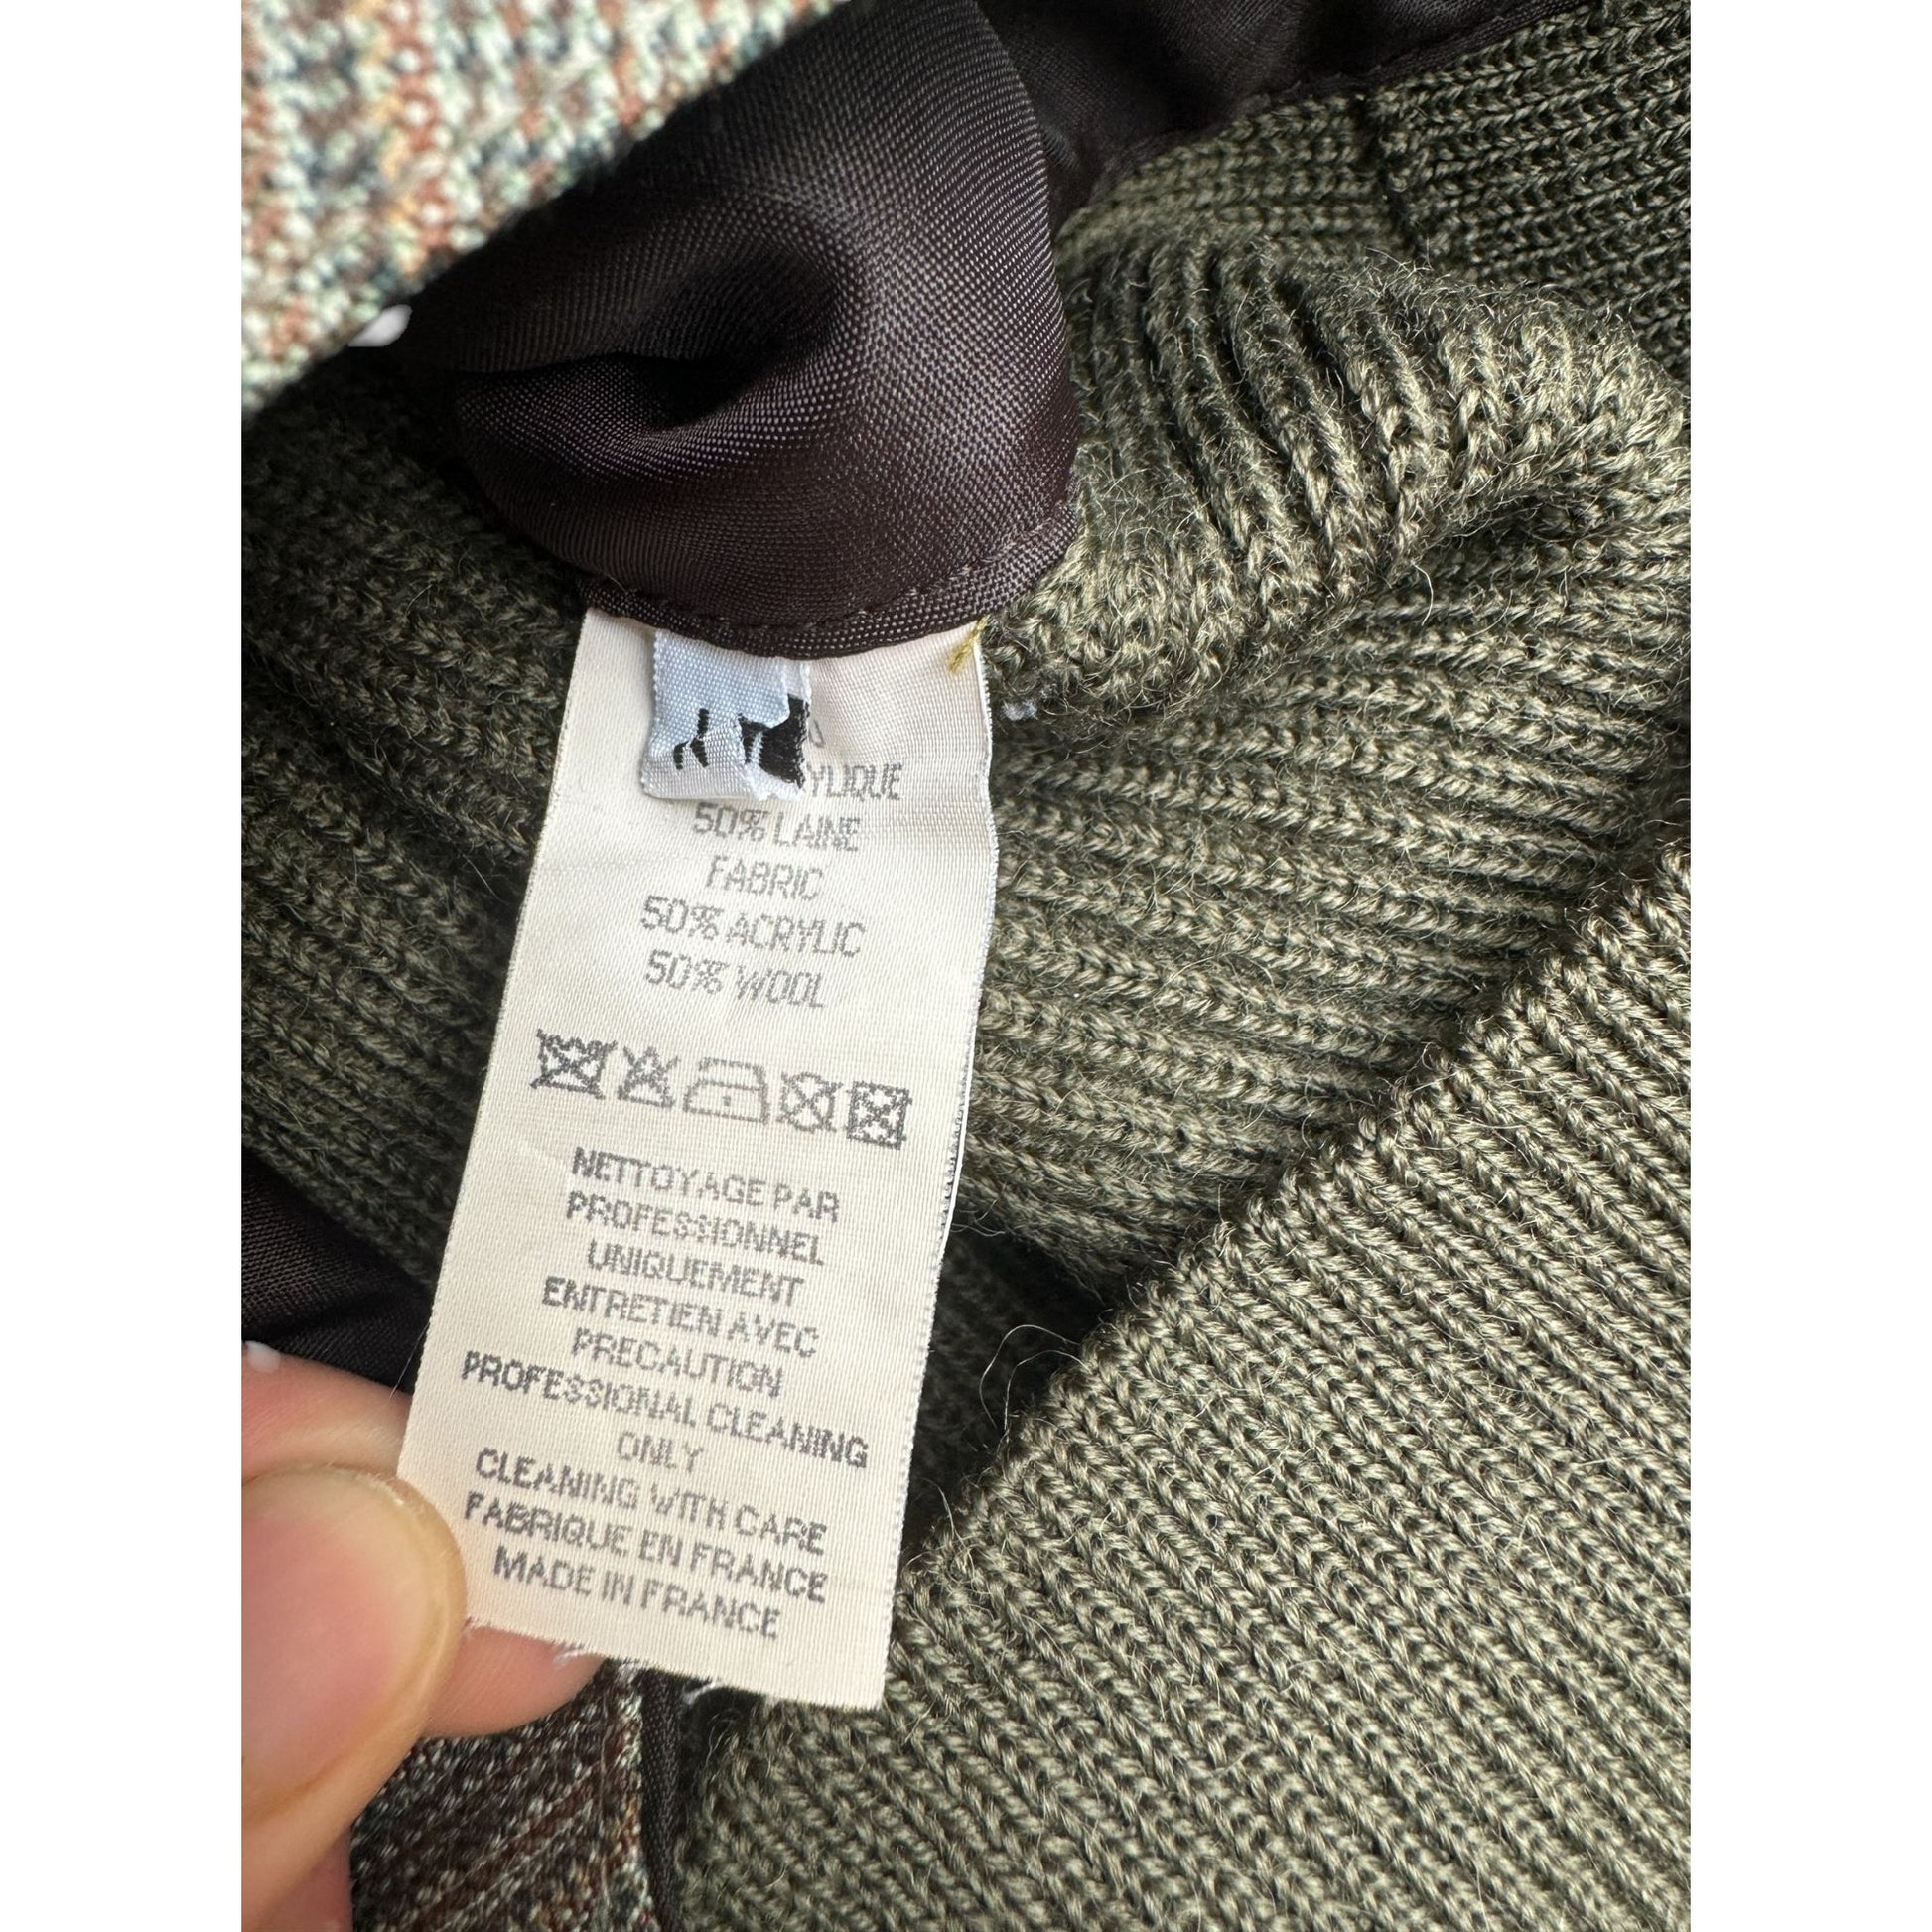 50% LAINE
FABRIC
50% ACRYLIC
50% WOOL
NETTOYAGE PAR
PROFESSIONNEL
UNIQUEMENT
ENTRETIEN AVEC
PRECAUTION
PROFESSIONAL CLEANING
ONLY
CLEANING WITH CARE
FABRIQUE EN FRANCE
MADE IN FRANCE